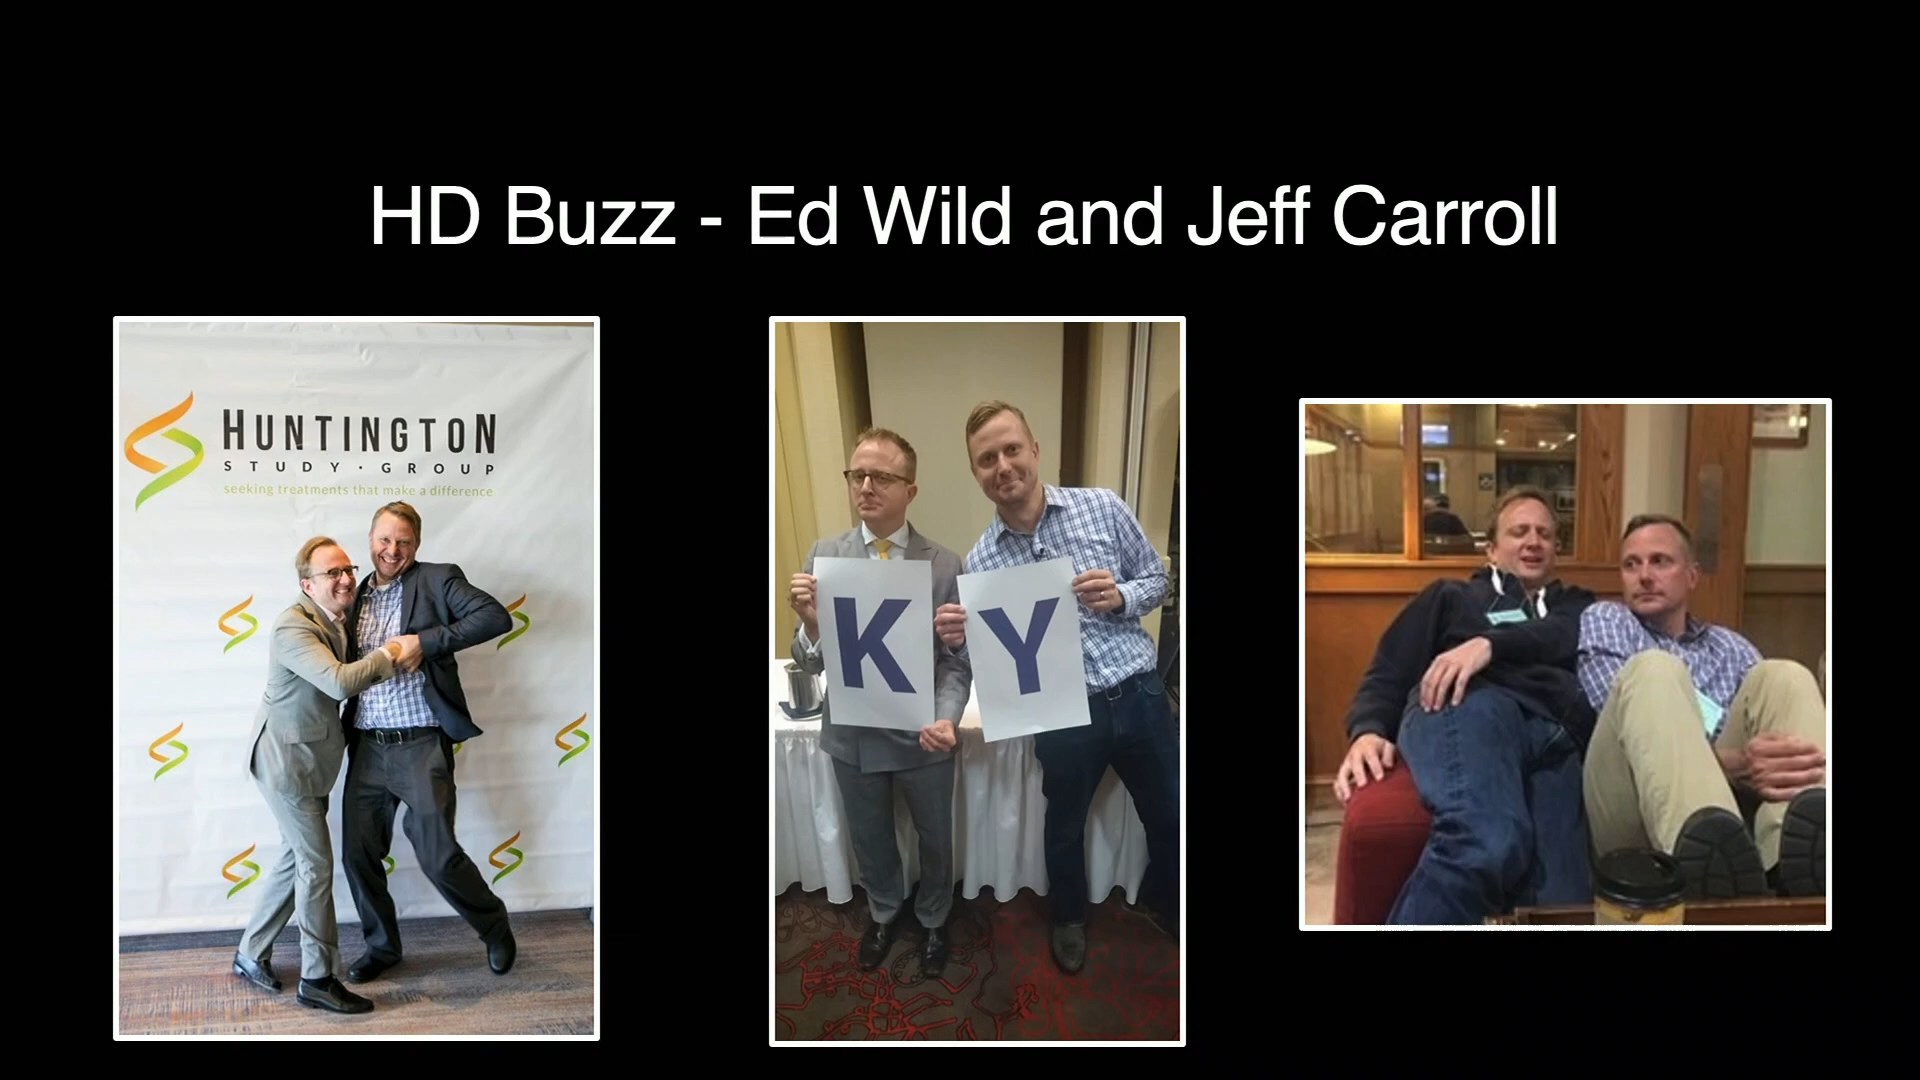 HD Buzz - Ed Wild and Jeff Carroll
HUNTINGTON
STUDY · GROUP
seeking treatments that make a difference
K Y